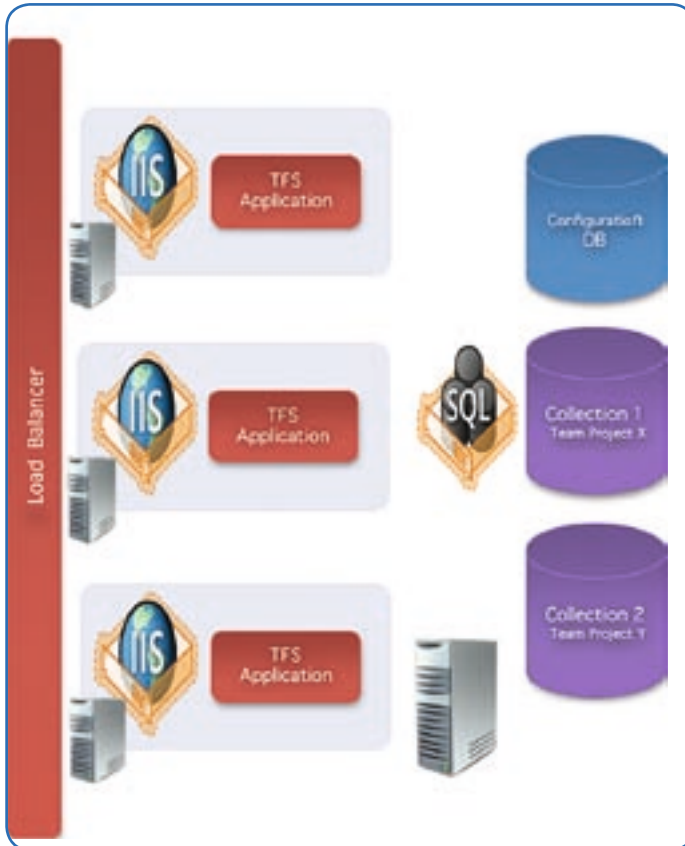 Load Balancer
IIS
TFS
Application
Configuration
DB
IIS
TFS
Application
SQL
Collection 1
Team Project X
IIS
TFS
Application
Collection 2
Team Project Y